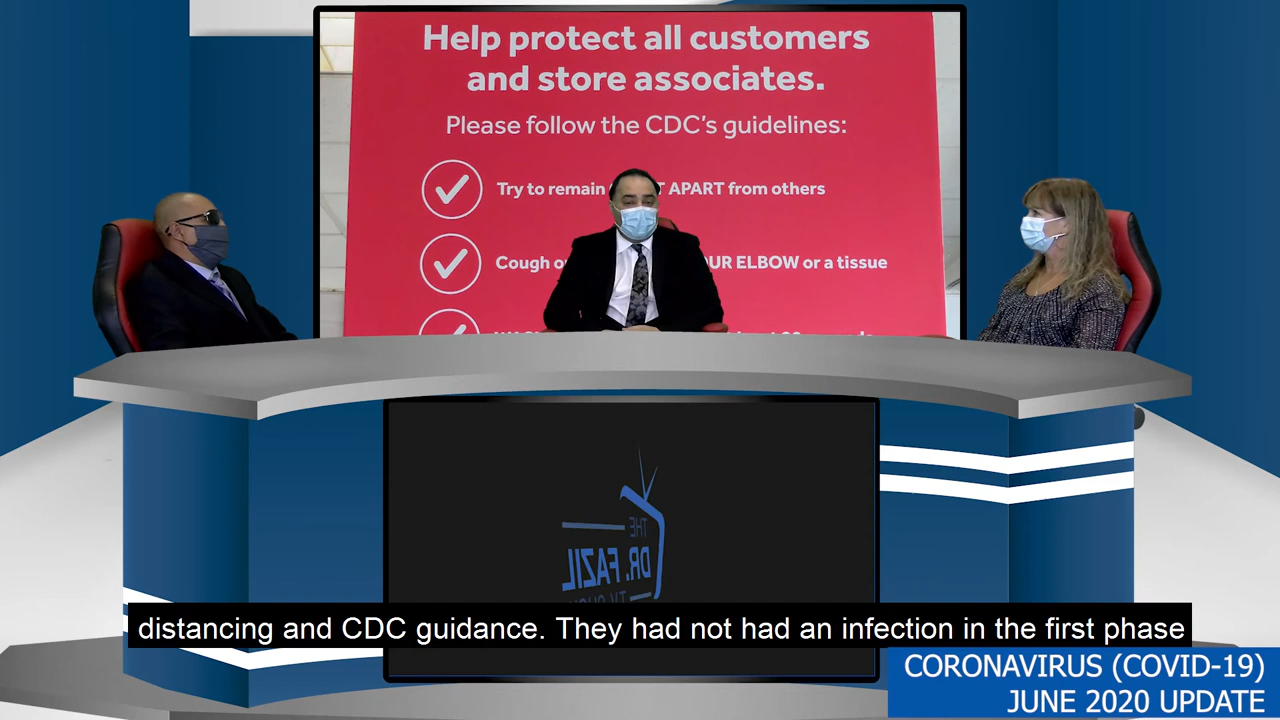 Help protect all customers
and store associates.
Please follow the CDC's guidelines:
Try to remain APART from others
Cough ELBOW or a tissue
THE
DR. FAZIL
distancing and CDC guidance. They had not had an infection in the first phase
CORONAVIRUS (COVID-19)
JUNE 2020 UPDATE